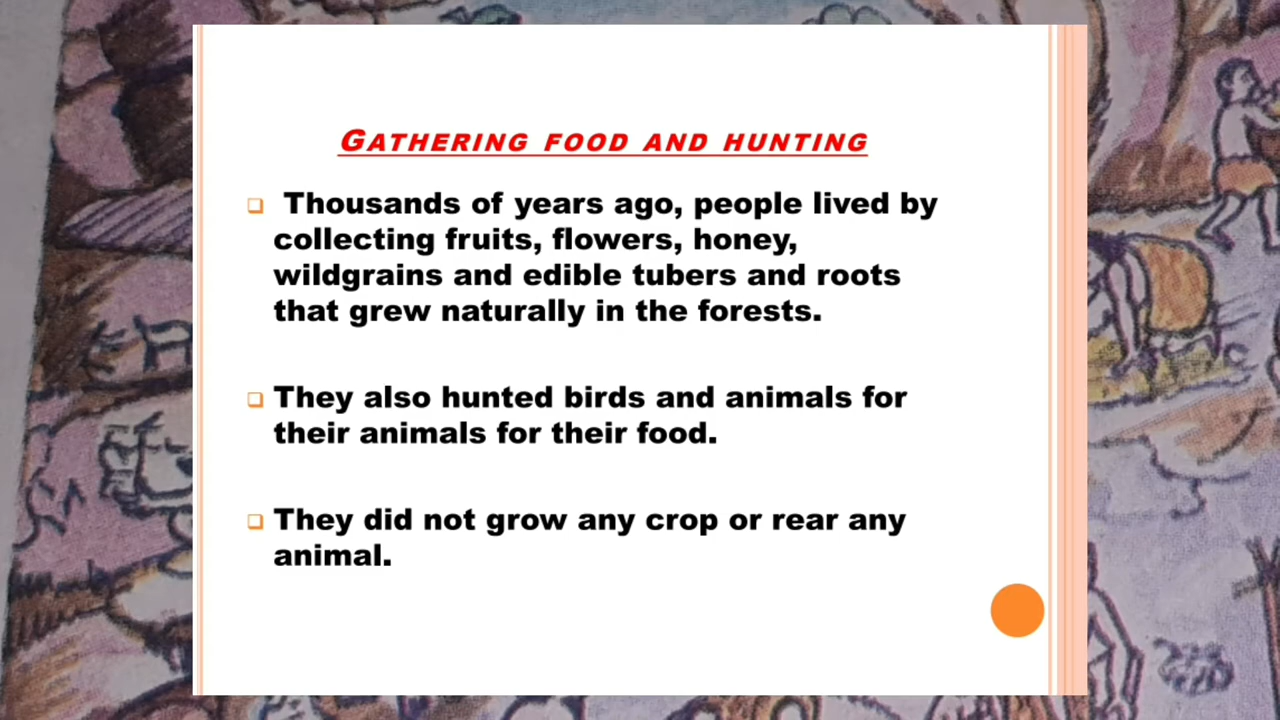 GATHERING FOOD AND HUNTING
Thousands of years ago, people lived by
collecting fruits, flowers, honey,
wildgrains and edible tubers and roots
that grew naturally in the forests.
They also hunted birds and animals for
their animals for their food.
They did not grow any crop or rear any
animal.